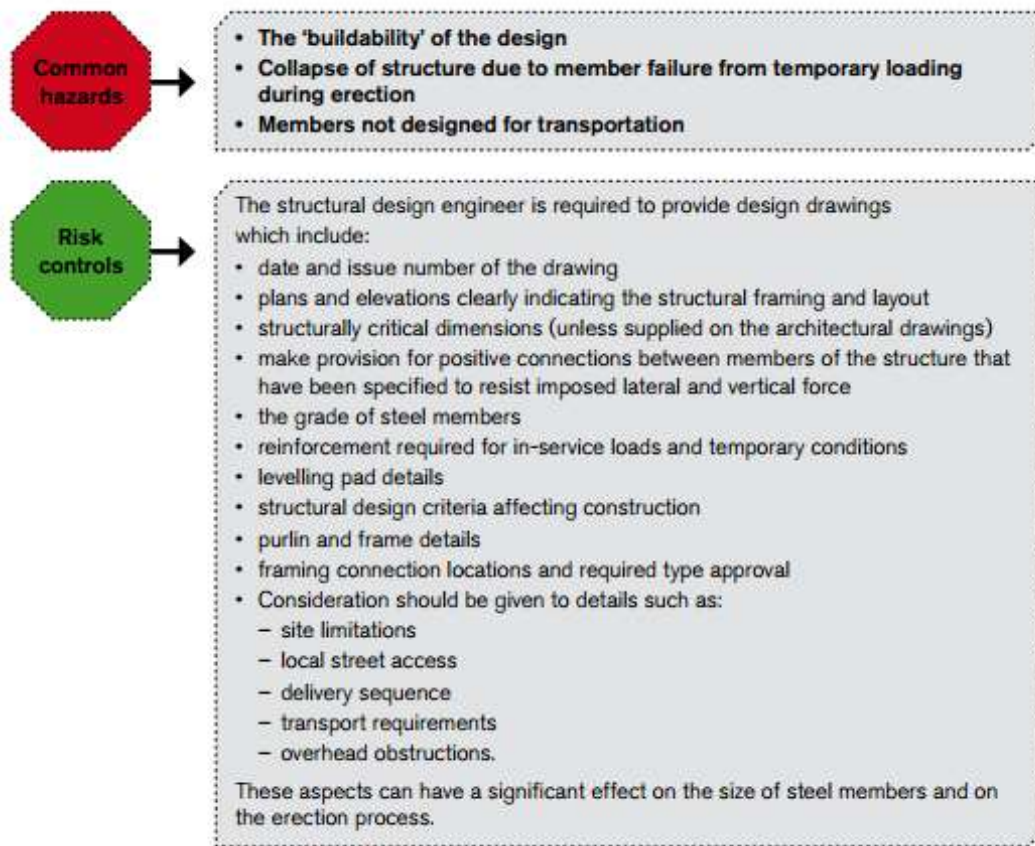 Common
hazards
• The ‘buildability’ of the design
• Collapse of structure due to member failure from temporary loading
during erection
• Members not designed for transportation
Risk
controls
The structural design engineer is required to provide design drawings
which include:
• date and issue number of the drawing
• plans and elevations clearly indicating the structural framing and layout
• structurally critical dimensions (unless supplied on the architectural drawings)
• make provision for positive connections between members of the structure that
have been specified to resist imposed lateral and vertical force
• the grade of steel members
• reinforcement required for in-service loads and temporary conditions
• levelling pad details
• structural design criteria affecting construction
• purlin and frame details
• framing connection locations and required type approval
• Consideration should be given to details such as:
– site limitations
– local street access
– delivery sequence
– transport requirements
– overhead obstructions.
These aspects can have a significant effect on the size of steel members and on
the erection process.